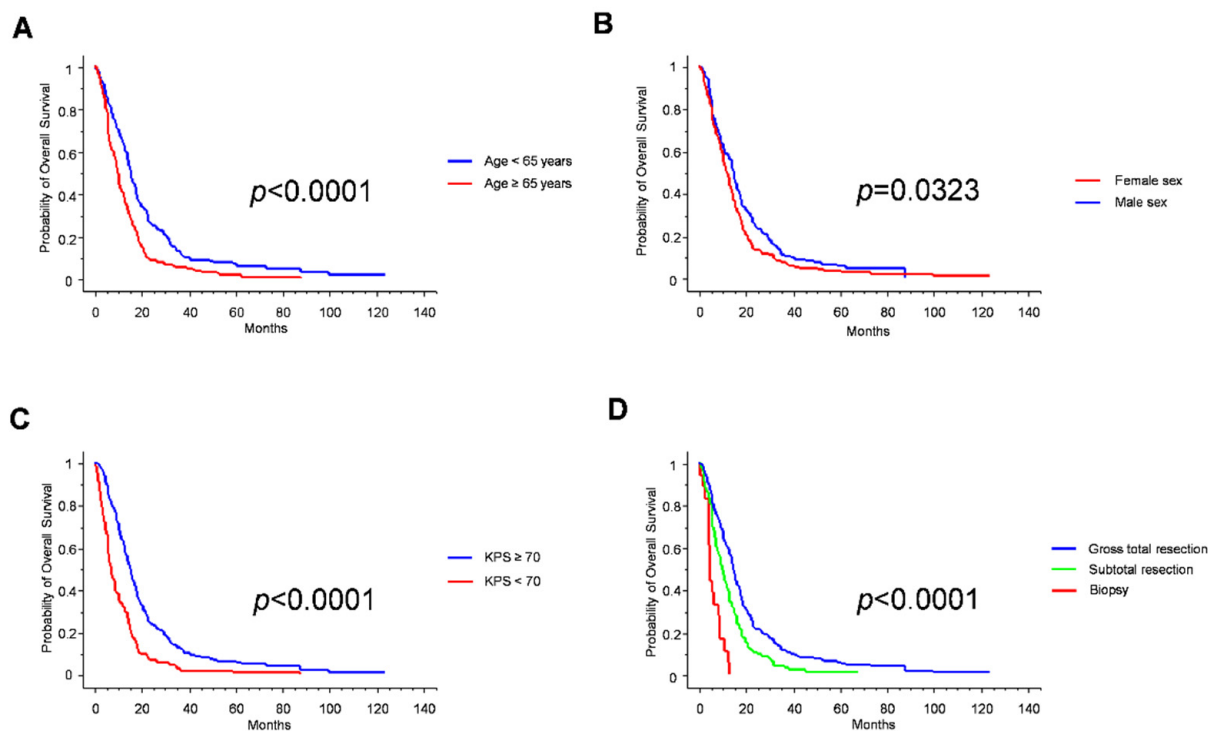 A
Probability of Overall Survival
1
0.8
0.6
0.4
0.2
0
0 20 40 60 80 100 120 140
Months
p<0.0001
Age < 65 years
Age ≥ 65 years
B
Probability of Overall Survival
1
0.8
0.6
0.4
0.2
0
0 20 40 60 80 100 120 140
Months
p=0.0323
Female sex
Male sex
C
Probability of Overall Survival
1
0.8
0.6
0.4
0.2
0
0 20 40 60 80 100 120 140
Months
p<0.0001
KPS ≥ 70
KPS < 70
D
Probability of Overall Survival
1
0.8
0.6
0.4
0.2
0
0 20 40 60 80 100 120 140
Months
p<0.0001
Gross total resection
Subtotal resection
Biopsy